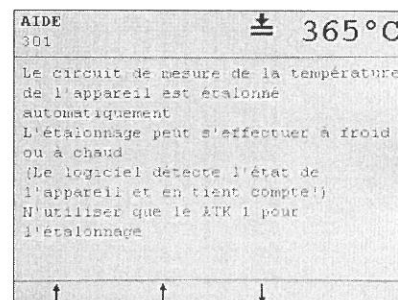 AIDE
301
365°C
Le circuit de mesure de la température
de l'appareil est étalonné
automatiquement
L'étalonnage peut s'effectuer à froid
ou à chaud
(Le logiciel détecte l'état de
l'appareil et en tient compte!)
N'utiliser que le ATK 1 pour
l'étalonnage